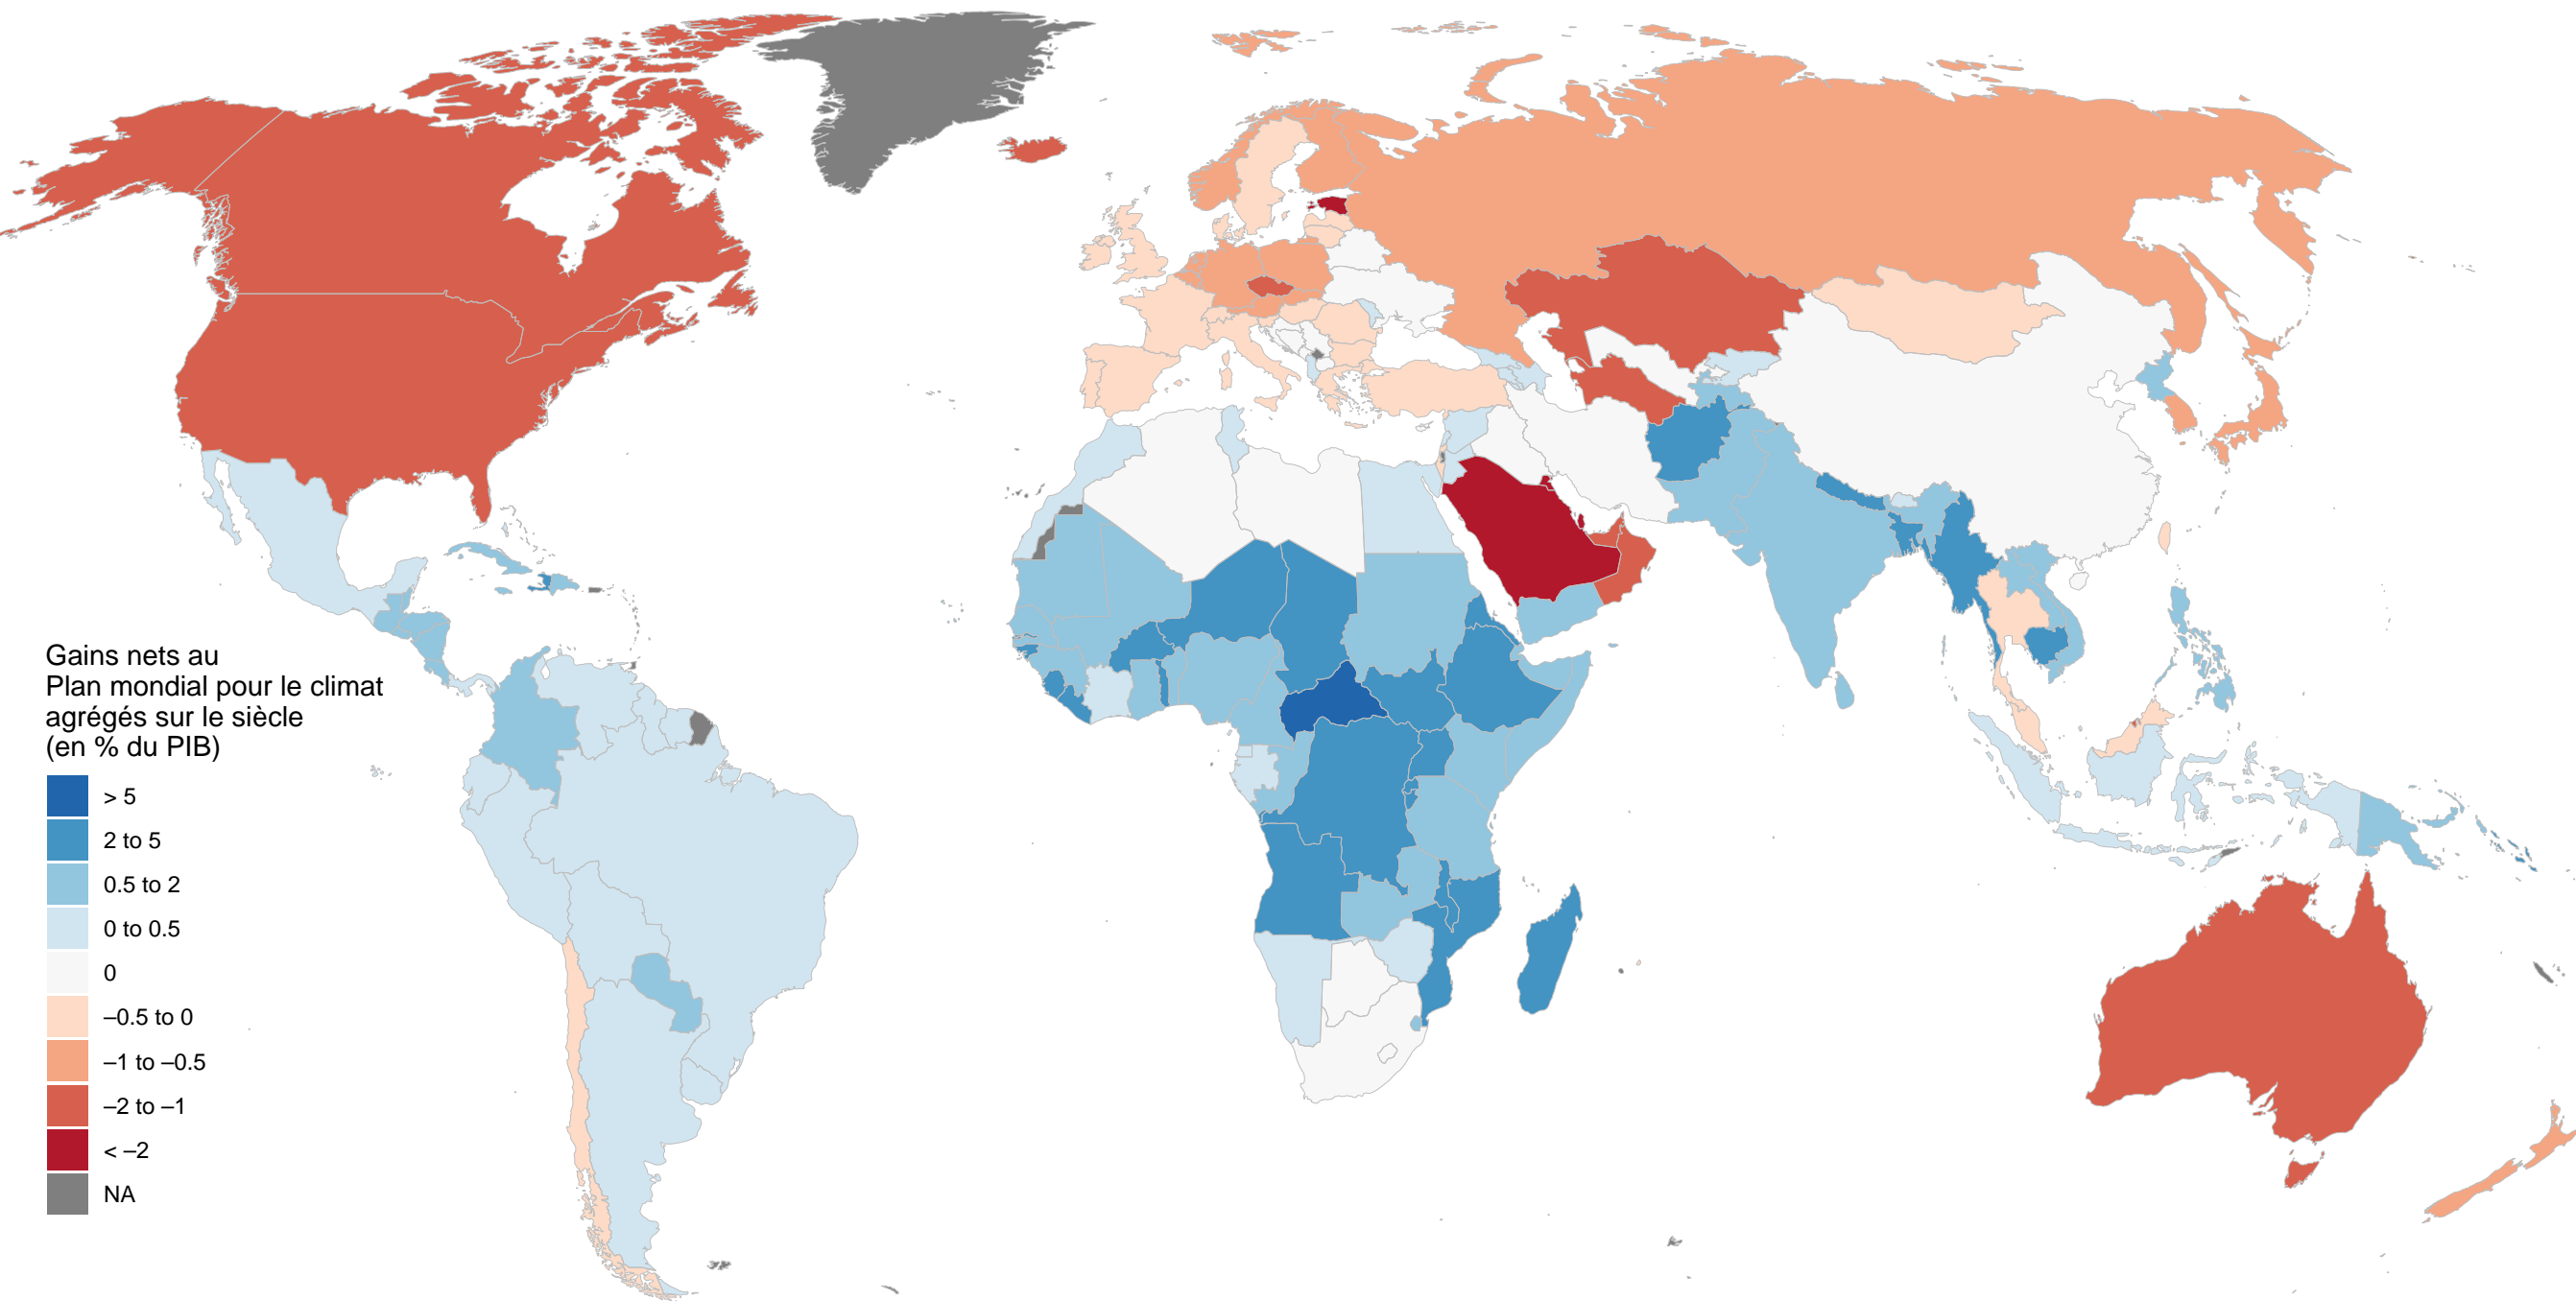 Gains nets au
Plan mondial pour le climat
agrégés sur le siècle
(en % du PIB)
> 5
2 to 5
0.5 to 2
0 to 0.5
0
–0.5 to 0
–1 to –0.5
–2 to –1
< –2
NA